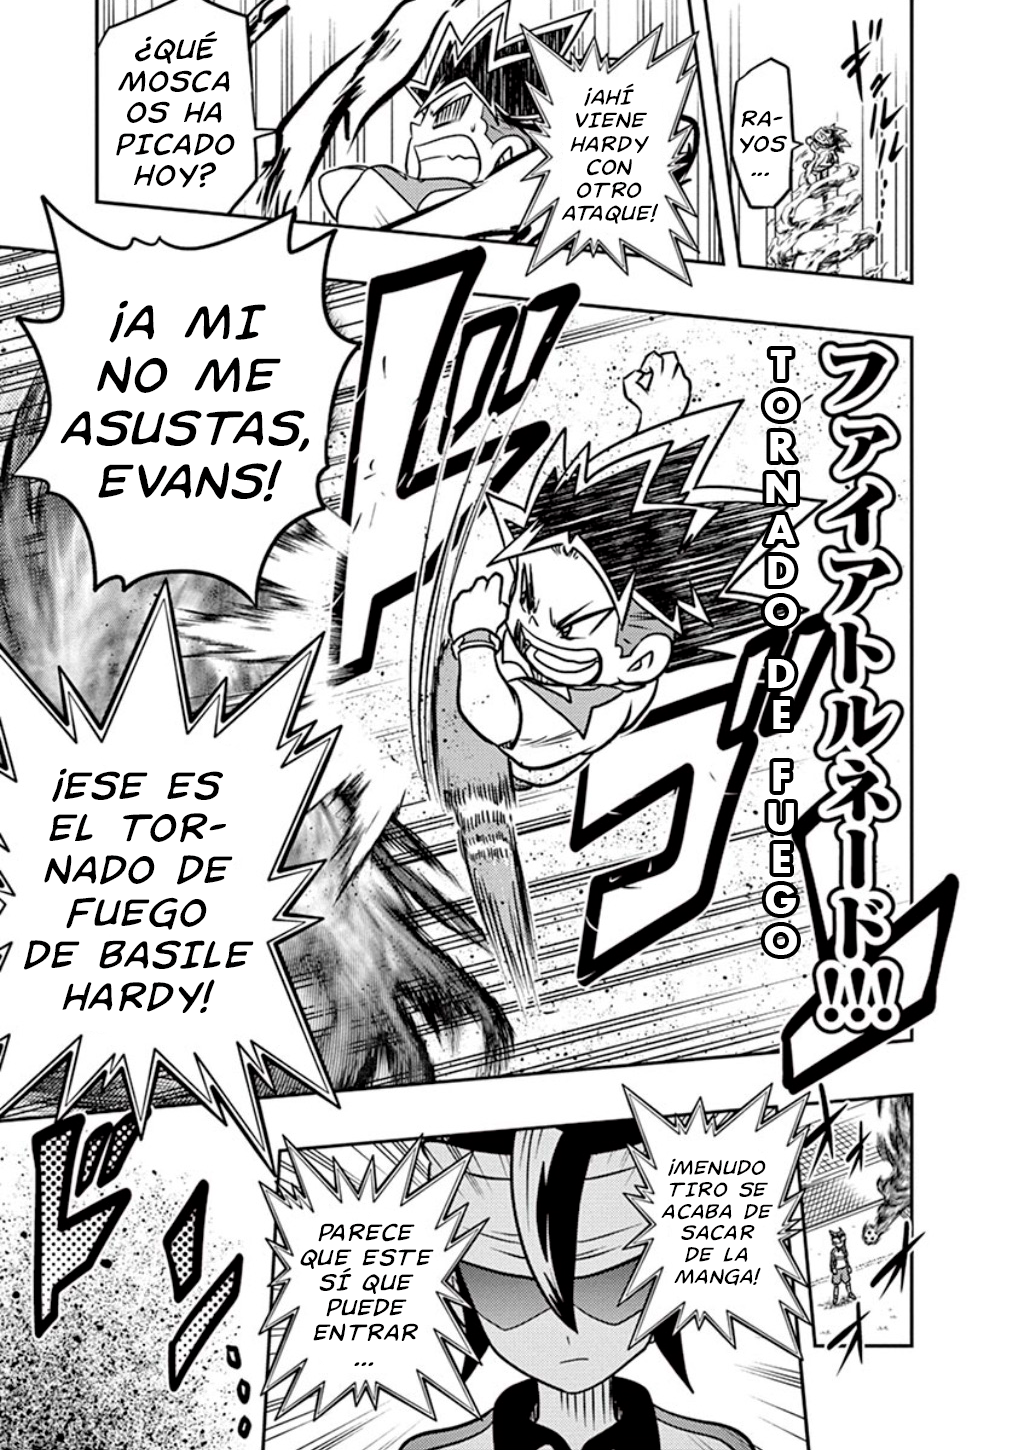 RA-
YOS
...
¡AHÍ
VIENE
HARDY
CON
OTRO
ATAQUE!
¿QUÉ
MOSCA
OS HA
PICADO
HOY?
ファイアトルネード!!!
TORNADO DE FUEGO
¡A MI
NO ME
ASUSTAS,
EVANS!
¡ESE ES
EL TOR-
NADO DE
FUEGO
DE BASILE
HARDY!
¡MENUDO
TIRO SE
ACABA DE
SACAR
DE LA
MANGA!
PARECE
QUE ESTE
SÍ QUE
PUEDE
ENTRAR
...